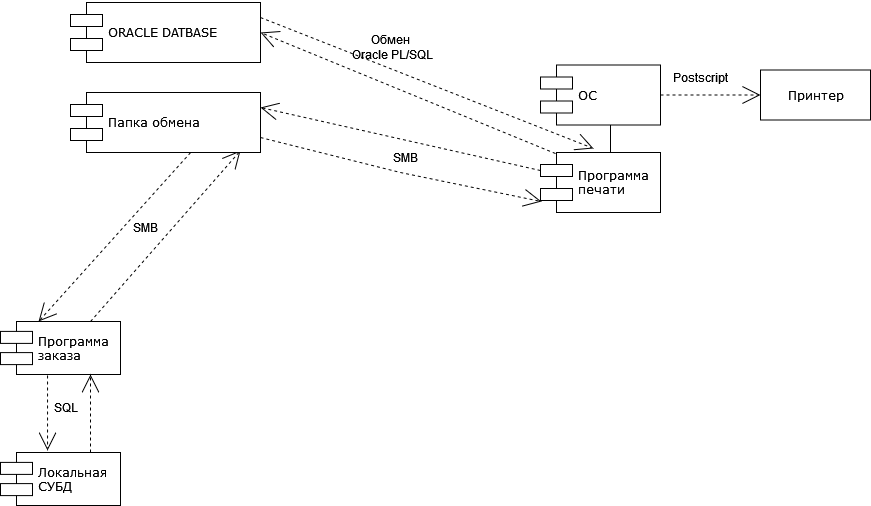 ORACLE DATBASE
Обмен
Oracle PL/SQL
ОС
Postscript
Принтер
Папка обмена
SMB
Программа
печати
SMB
Программа
заказа
SQL
Локальная
СУБД